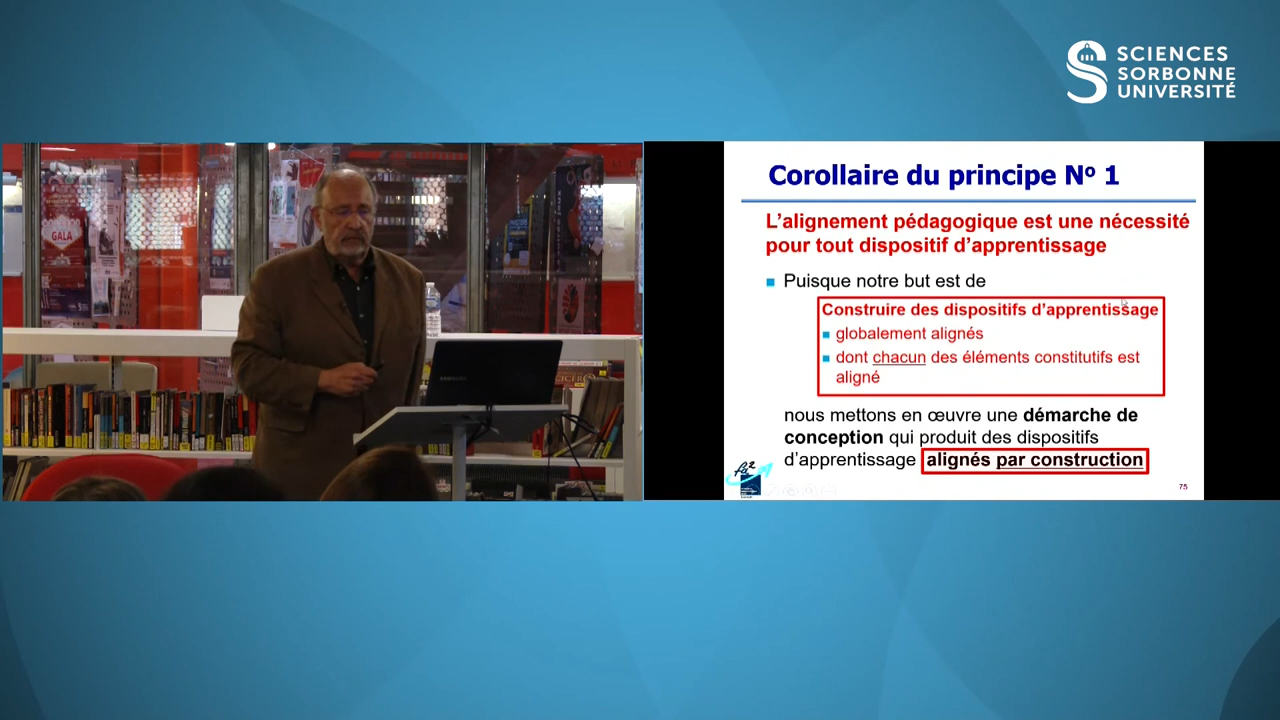 SCIENCES
SORBONNE
UNIVERSITÉ
GALA
SAMSUNG
Corollaire du principe Nº 1
L'alignement pédagogique est une nécessité
pour tout dispositif d'apprentissage
Puisque notre but est de
Construire des dispositifs d'apprentissage
globalement alignés
dont chacun des éléments constitutifs est
aligné
nous mettons en œuvre une démarche de
conception qui produit des dispositifs
d'apprentissage alignés par construction
75